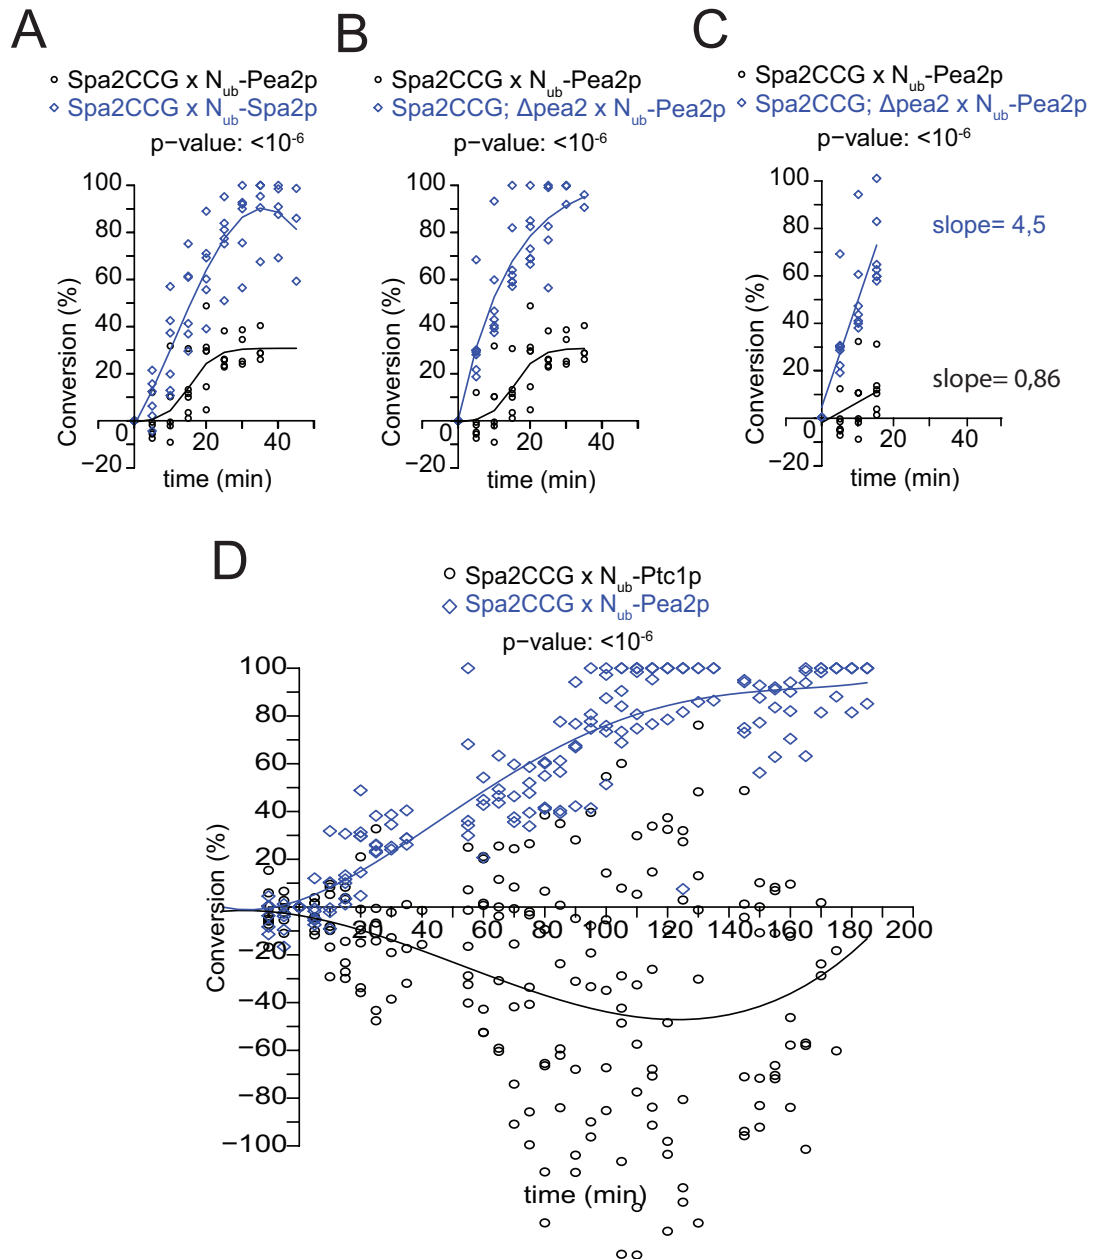 A
B
C
Spa2CCG x Nub-Pea2p
Spa2CCG x Nub-Spa2p
p−value: <10-6
Spa2CCG x Nub-Pea2p
Spa2CCG; Δpea2 x Nub-Pea2p
p−value: <10-6
Spa2CCG x Nub-Pea2p
Spa2CCG; Δpea2 x Nub-Pea2p
p−value: <10-6
Conversion (%)
100
80
60
40
20
0
−20
20
40
time (min)
Conversion (%)
100
80
60
40
20
0
−20
20
40
time (min)
Conversion (%)
100
80
60
40
20
0
−20
20
40
time (min)
slope= 4,5
slope= 0,86
D
Spa2CCG x Nub-Ptc1p
Spa2CCG x Nub-Pea2p
p−value: <10-6
Conversion (%)
100
80
60
40
20
−20
−40
−60
−80
−100
20 40 60 80 100 120 140 160 180 200
time (min)